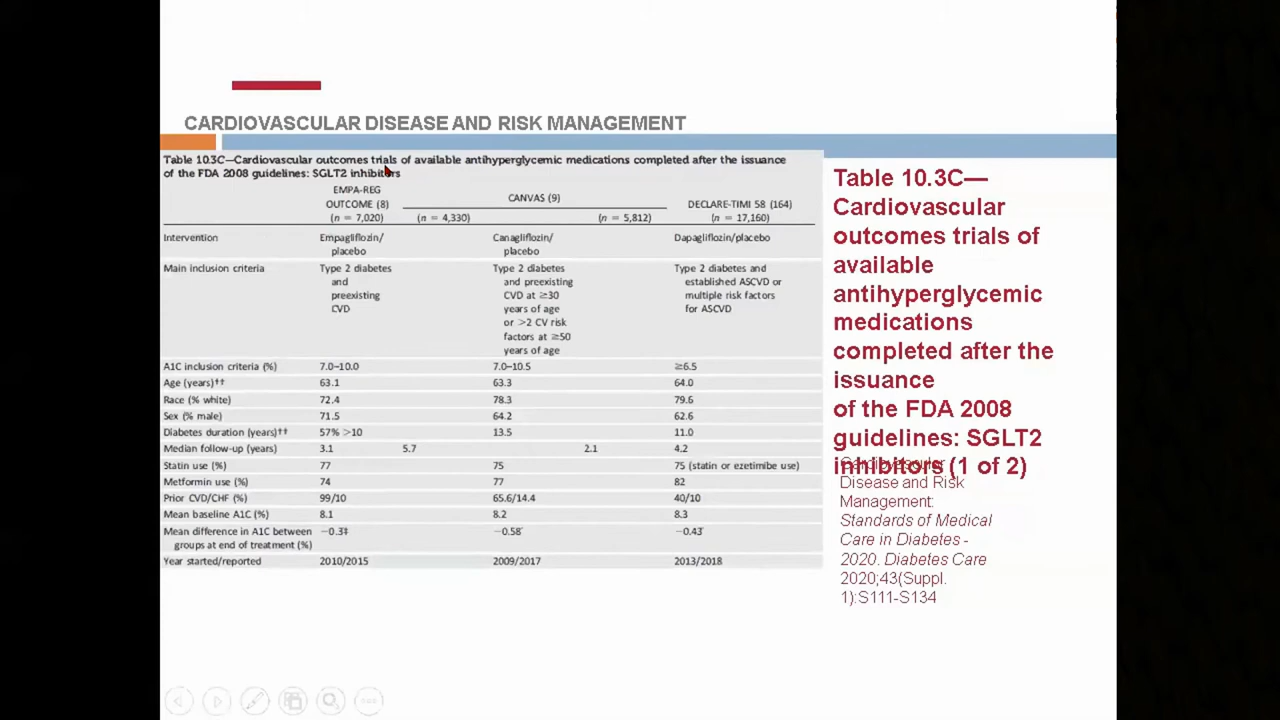 CARDIOVASCULAR DISEASE AND RISK MANAGEMENT
Table 10.3C—Cardiovascular outcomes trials of available antihyperglycemic medications completed after the issuance
of the FDA 2008 guidelines: SGLT2 inhibitors
EMPA-REG
OUTCOME (8)
(n = 7,020)
CANVAS (9)
(n = 4,330) (n = 5,812)
DECLARE-TIMI 58 (164)
(n = 17,160)
Intervention Empagliflozin/ Canagliflozin/ Dapagliflozin/placebo
placebo placebo
Main inclusion criteria Type 2 diabetes Type 2 diabetes Type 2 diabetes and
and and preexisting established ASCVD or
preexisting CVD at ≥30 multiple risk factors
CVD years of age for ASCVD
or >2 CV risk
factors at ≥50
years of age
A1C inclusion criteria (%) 7.0–10.0 7.0–10.5 ≥6.5
Age (years)†† 63.1 63.3 64.0
Race (% white) 72.4 78.3 79.6
Sex (% male) 71.5 64.2 62.6
Diabetes duration (years)†† 57% >10 13.5 11.0
Median follow-up (years) 3.1 5.7 2.1 4.2
Statin use (%) 77 75 75 (statin or ezetimibe use)
Metformin use (%) 74 77 82
Prior CVD/CHF (%) 99/10 65.6/14.4 40/10
Mean baseline A1C (%) 8.1 8.2 8.3
Mean difference in A1C between −0.3‡ −0.58 −0.43
groups at end of treatment (%)
Year started/reported 2010/2015 2009/2017 2013/2018
Table 10.3C—
Cardiovascular
outcomes trials of
available
antihyperglycemic
medications
completed after the
issuance
of the FDA 2008
guidelines: SGLT2
inhibitors (1 of 2)
Cardiovascular
Disease and Risk
Management:
Standards of Medical
Care in Diabetes -
2020. Diabetes Care
2020;43(Suppl.
1):S111-S134